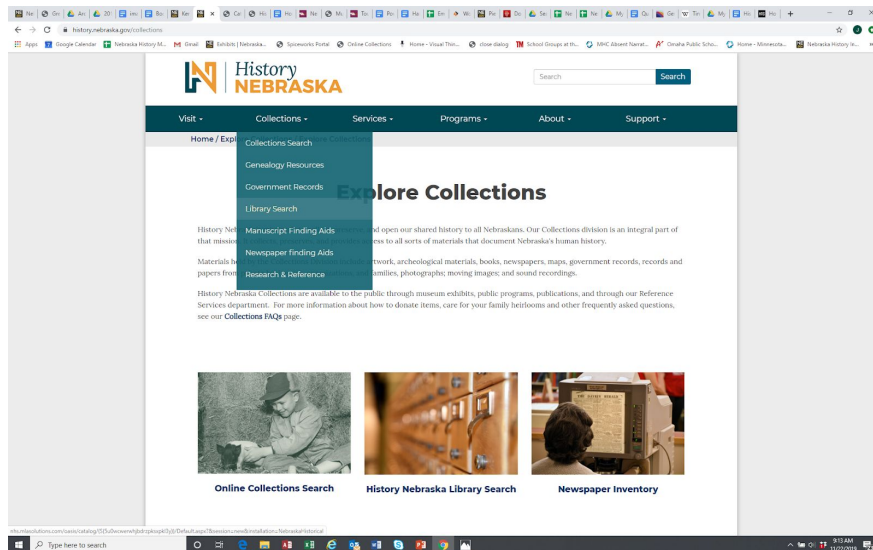 history.nebraska.gov/collections
Apps Google Calendar Nebraska History M... Gmail Exhibits | Nebraska... Spiceworks Portal Online Collections Home - Visual Thin... close dialog School Groups at th... MHC Absent Narrat... Omaha Public Scho... Home - Minnesota... Nebraska History In...
History
NEBRASKA
Search Search
Visit Collections Services Programs About Support
Home / Expl
Collections Search
Genealogy Resources
Government Records
Library Search
Manuscript Finding Aids
Newspaper finding Aids
Research & Reference
Explore Collections
and open our shared history to all Nebraskans. Our Collections division is an integral part of
that mission access to all sorts of materials that document Nebraska's human history.
Materials artwork, archeological materials, books, newspapers, maps, government records, records and
papers from families, photographs; moving images; and sound recordings.
History Nebraska Collections are available to the public through museum exhibits, public programs, publications, and through our Reference
Services department. For more information about how to donate items, care for your family heirlooms and other frequently asked questions,
see our Collections FAQs page.
Online Collections Search History Nebraska Library Search Newspaper Inventory
Type here to search
9:13 AM
11/22/2019